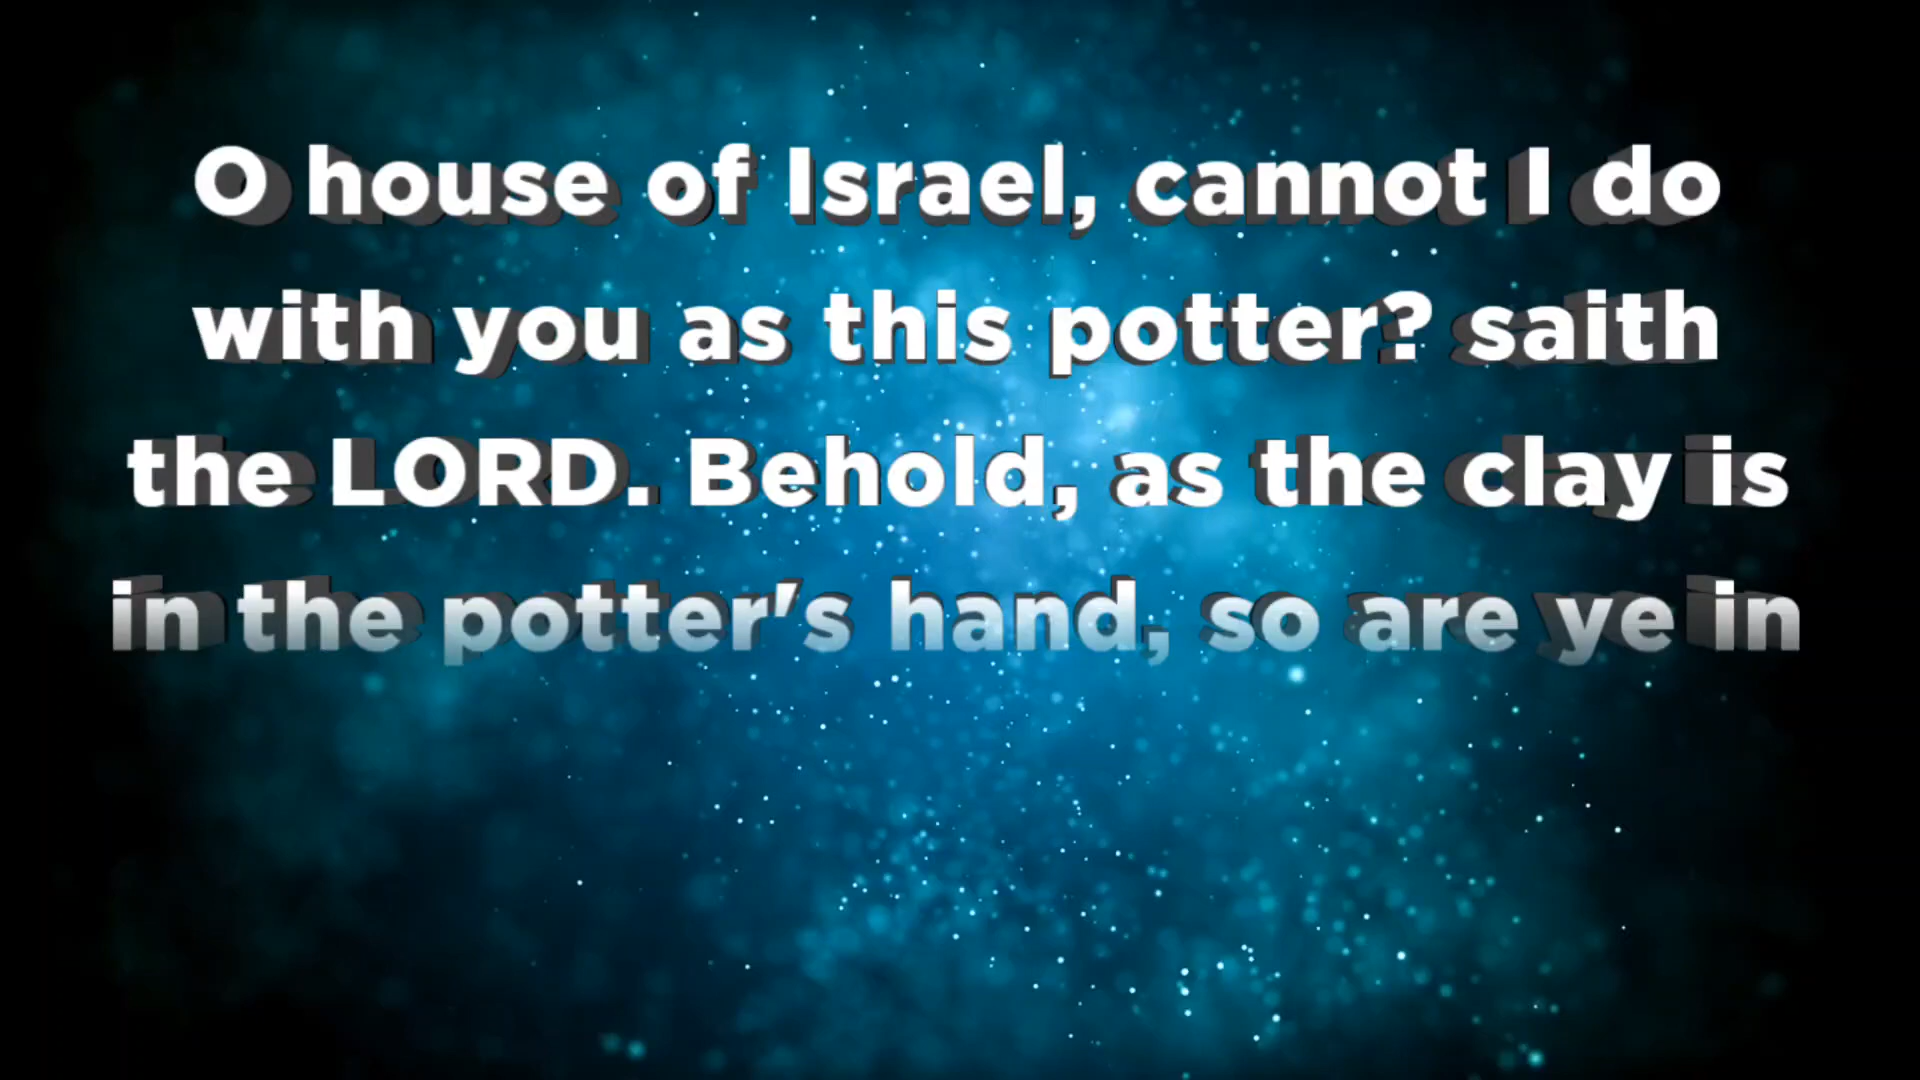 O house of Israel, cannot I do
with you as this potter? saith
the LORD. Behold, as the clay is
in the potter's hand, so are ye in